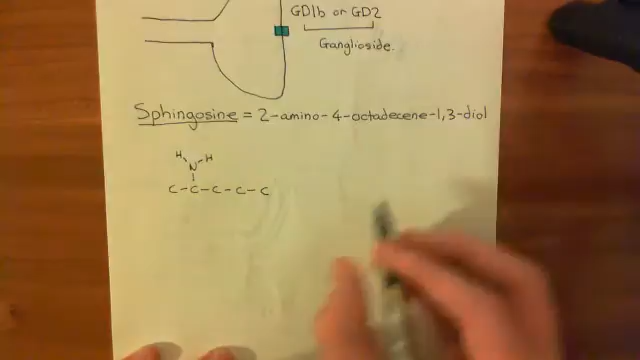 GD1b or GD2
Ganglioside.
Sphingosine = 2-amino-4-octadecene-1,3-diol
H H
N
C-C-C-C-C